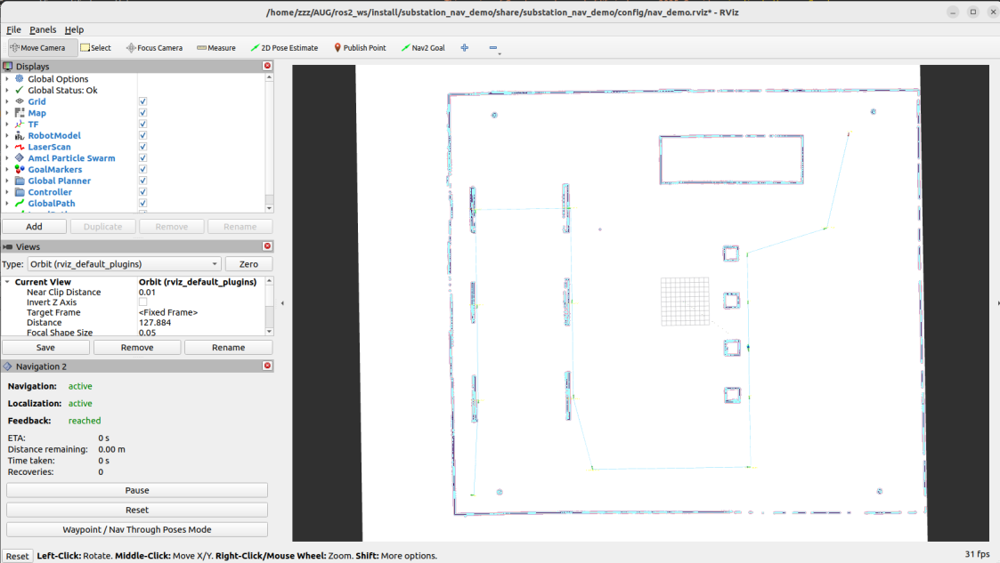 /home/zzz/AUG/ros2_ws/install/substation_nav_demo/share/substation_nav_demo/config/nav_demo.rviz* - RViz
File Panels Help
Move Camera Select Focus Camera Measure 2D Pose Estimate Publish Point Nav2 Goal
Displays
Global Options
Global Status: Ok
Grid
Map
TF
RobotModel
LaserScan
Amcl Particle Swarm
GoalMarkers
Global Planner
Controller
GlobalPath
Add Duplicate Remove Rename
Views
Type: Orbit (rviz_default_plugins) Zero
Current View Orbit (rviz_default_plugins)
Near Clip Distance 0.01
Invert Z Axis
Target Frame <Fixed Frame>
Distance 127.884
Focal Shape Size 0.05
Save Remove Rename
Navigation 2
Navigation: active
Localization: active
Feedback: reached
ETA: 0 s
Distance remaining: 0.00 m
Time taken: 0 s
Recoveries: 0
Pause
Reset
Waypoint / Nav Through Poses Mode
Reset Left-Click: Rotate. Middle-Click: Move X/Y. Right-Click/Mouse Wheel: Zoom. Shift: More options. 31 fps